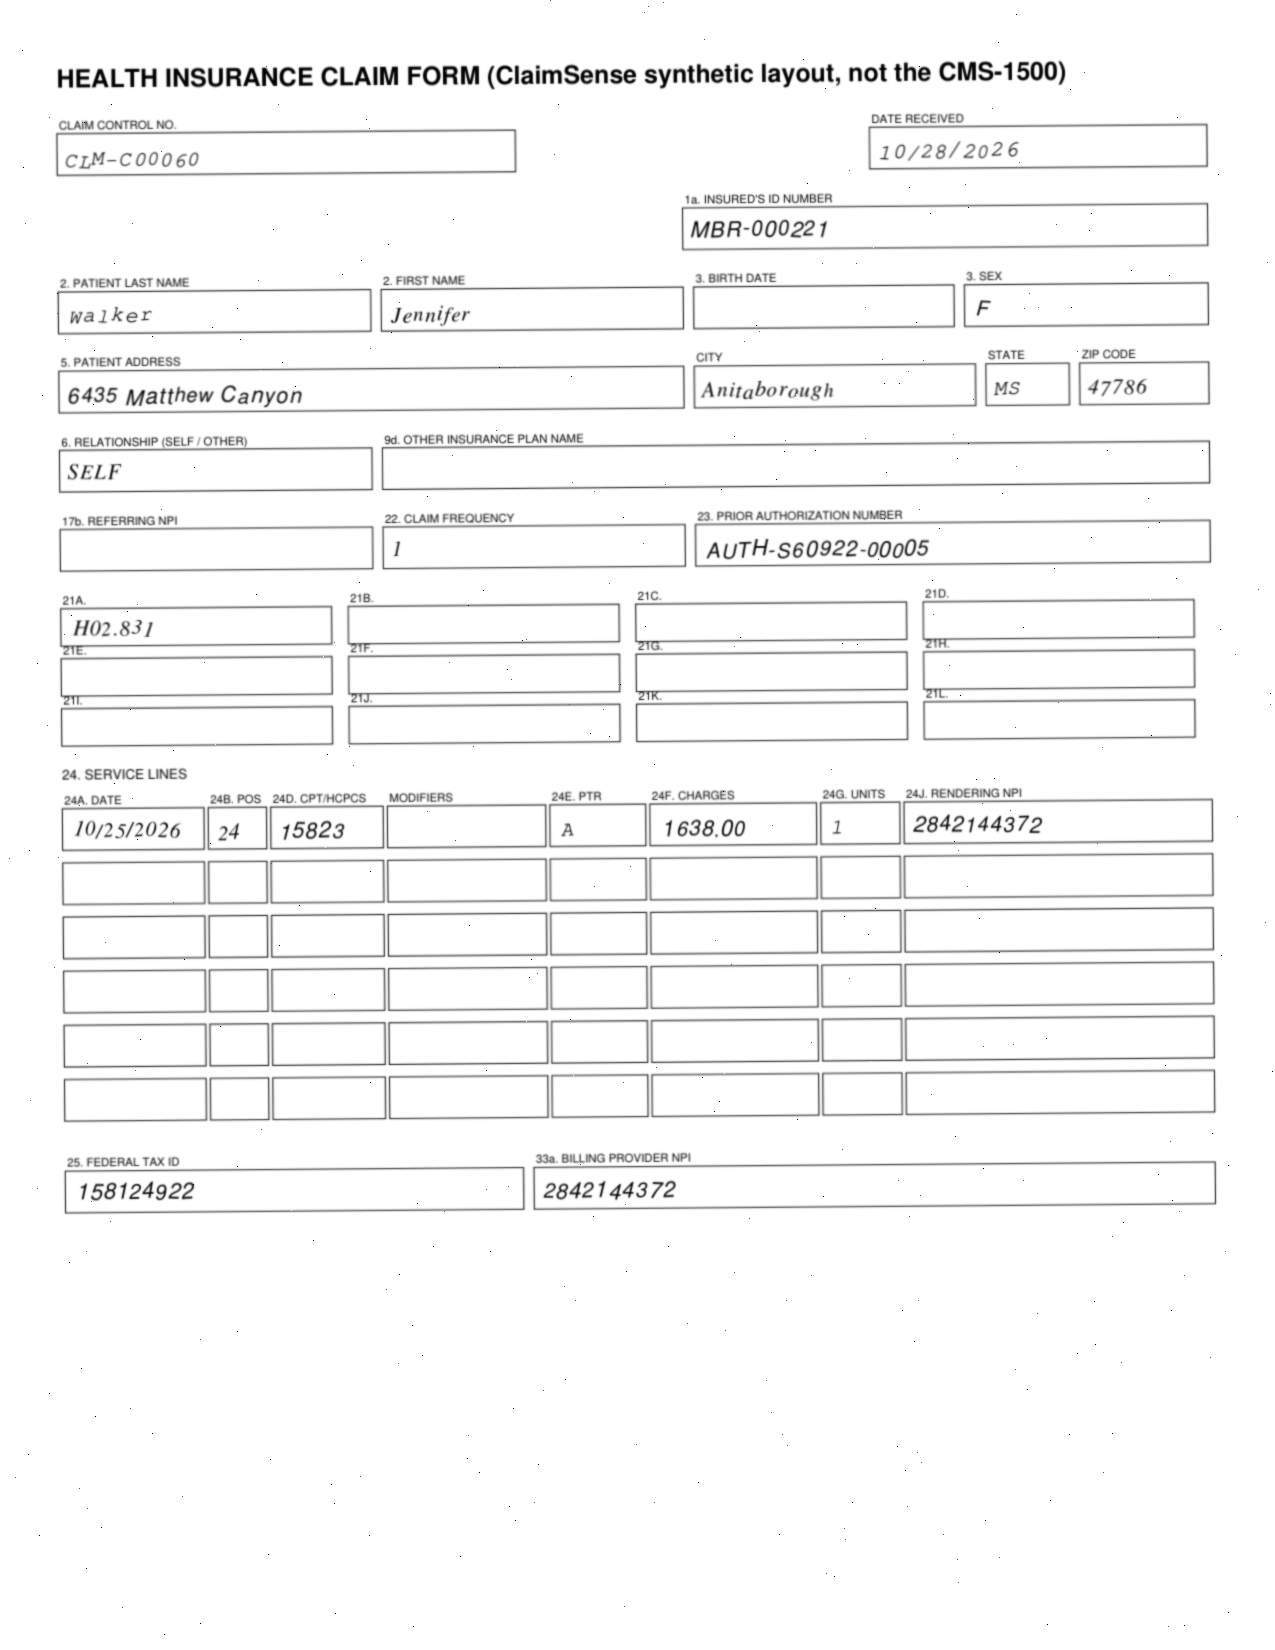 HEALTH INSURANCE CLAIM FORM (ClaimSense synthetic layout, not the CMS-1500)
CLAIM CONTROL NO. DATE RECEIVED
CLM-C00060 10/28/2026
1a. INSURED'S ID NUMBER
MBR-000221
2. PATIENT LAST NAME 2. FIRST NAME 3. BIRTH DATE 3. SEX
Walker Jennifer F
5. PATIENT ADDRESS CITY STATE ZIP CODE
6435 Matthew Canyon Anitaborough MS 47786
6. RELATIONSHIP (SELF / OTHER) 9d. OTHER INSURANCE PLAN NAME
SELF
17b. REFERRING NPI 22. CLAIM FREQUENCY 23. PRIOR AUTHORIZATION NUMBER
1 AUTH-S60922-00005
21A. 21B. 21C. 21D.
H02.831
21E. 21F. 21G. 21H.
21I. 21J. 21K. 21L.
24. SERVICE LINES
24A. DATE 24B. POS 24D. CPT/HCPCS MODIFIERS 24E. PTR 24F. CHARGES 24G. UNITS 24J. RENDERING NPI
10/25/2026 24 15823 A 1638.00 1 2842144372
25. FEDERAL TAX ID 33a. BILLING PROVIDER NPI
158124922 2842144372